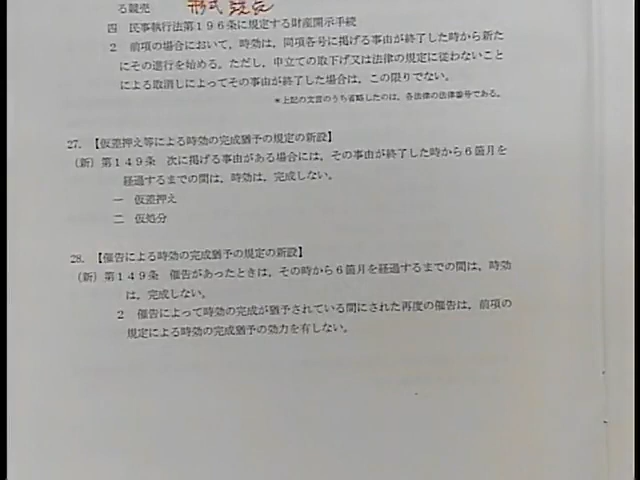 る競売 形式競売
四 民事執行法第196条に規定する財産開示手続
2 前項の場合において、時効は、同項各号に掲げる事由が終了した時から新た
にその進行を始める。ただし、申立ての取下げ又は法律の規定に従わないこと
による取消しによってその事由が終了した場合は、この限りでない。
*上記の文言のうち省略したのは、各法律の法律番号である。
27.【仮差押え等による時効の完成猶予の規定の新設】
(新)第149条 次に掲げる事由がある場合には、その事由が終了した時から6箇月を
経過するまでの間は、時効は、完成しない。
一 仮差押え
二 仮処分
28.【催告による時効の完成猶予の規定の新設】
(新)第149条 催告があったときは、その時から6箇月を経過するまでの間は、時効
は、完成しない。
2 催告によって時効の完成が猶予されている間にされた再度の催告は、前項の
規定による時効の完成猶予の効力を有しない。